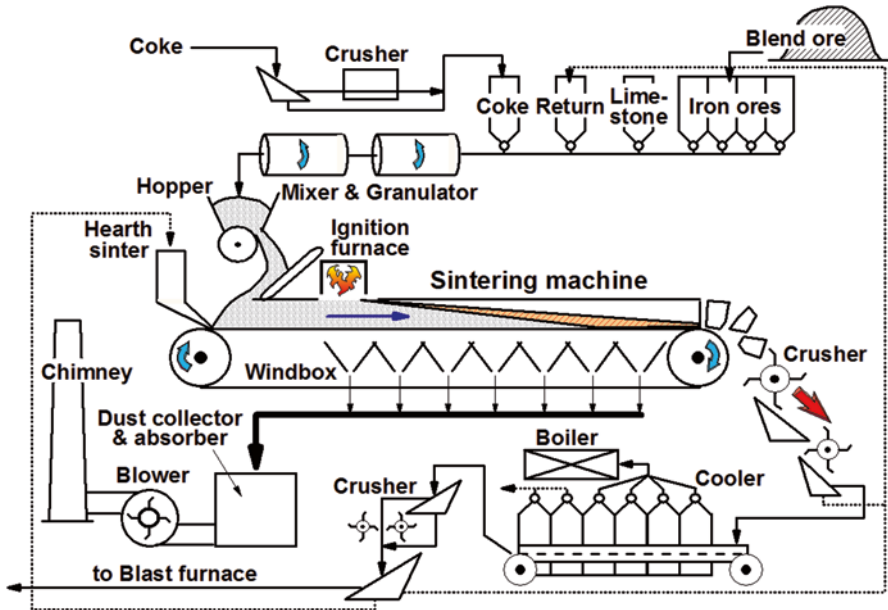 Coke
Crusher
Blend ore
Coke
Return
Lime-
stone
Iron ores
Hopper
Mixer & Granulator
Hearth
sinter
Ignition
furnace
Sintering machine
Chimney
Windbox
Crusher
Dust collector
& absorber
Boiler
Blower
Crusher
Cooler
to Blast furnace